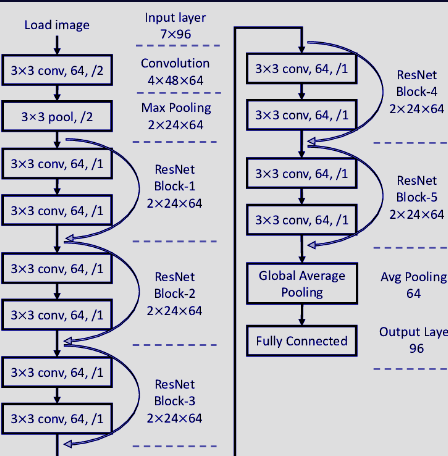 Load image
Input layer
7×96
3×3 conv, 64, /2
Convolution
4×48×64
3×3 pool, /2
Max Pooling
2×24×64
3×3 conv, 64, /1
3×3 conv, 64, /1
ResNet
Block-1
2×24×64
3×3 conv, 64, /1
3×3 conv, 64, /1
ResNet
Block-2
2×24×64
3×3 conv, 64, /1
3×3 conv, 64, /1
ResNet
Block-3
2×24×64
3×3 conv, 64, /1
3×3 conv, 64, /1
ResNet
Block-4
2×24×64
3×3 conv, 64, /1
3×3 conv, 64, /1
ResNet
Block-5
2×24×64
Global Average
Pooling
Avg Pooling
64
Fully Connected
Output Laye
96